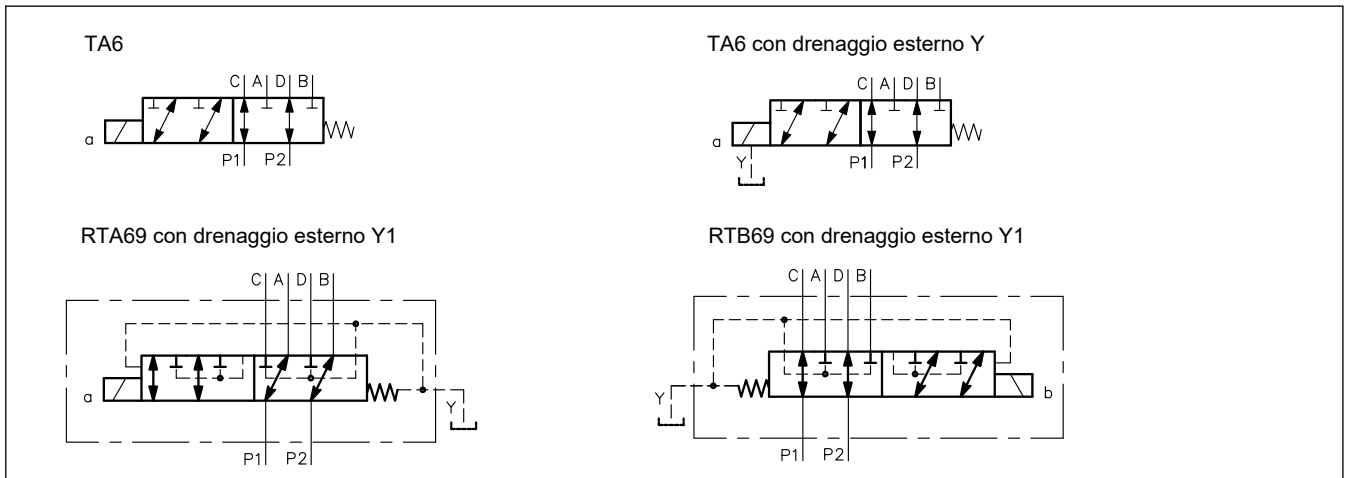 TA6
C A D B
a
P1 P2
TA6 con drenaggio esterno Y
C A D B
a
Y
P1 P2
RTA69 con drenaggio esterno Y1
C A D B
a
Y
P1 P2
RTB69 con drenaggio esterno Y1
C A D B
Y
b
P1 P2